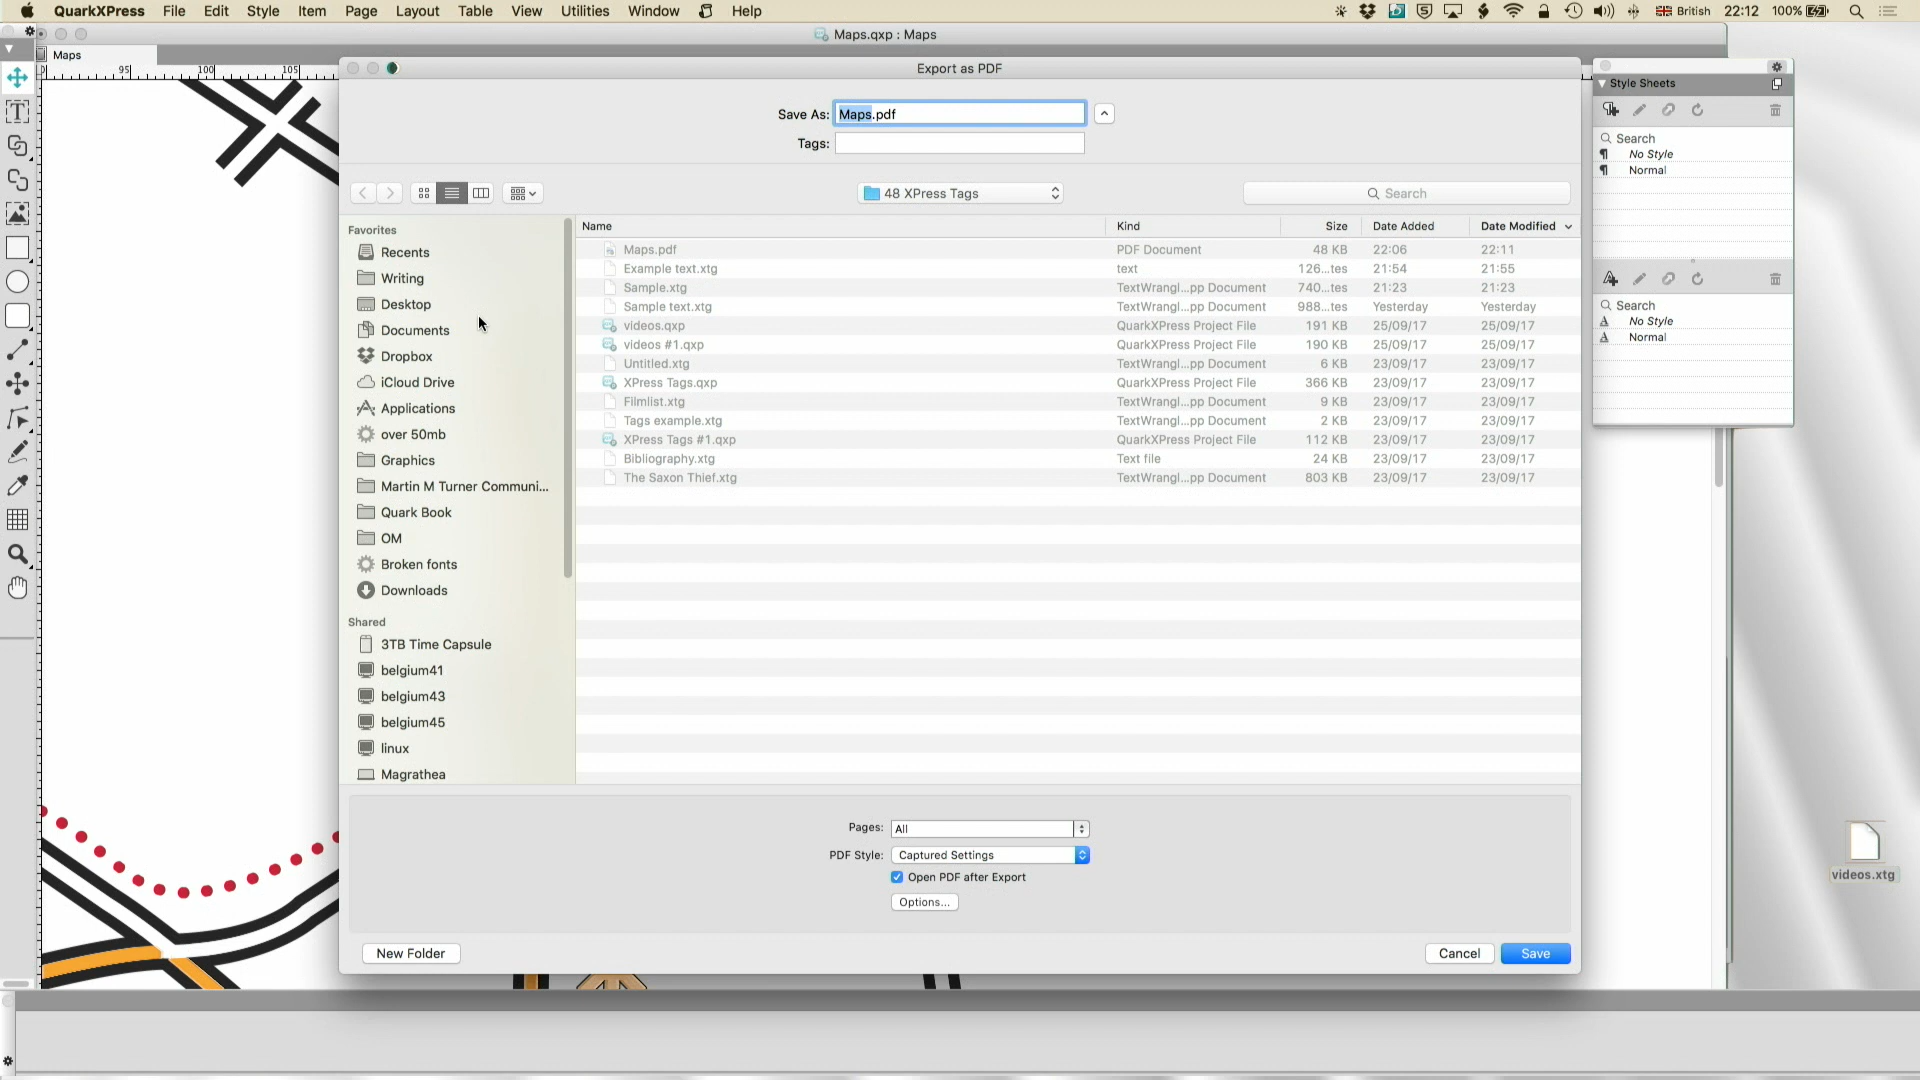 QuarkXPress File Edit Style Item Page Layout Table View Utilities Window Help British 22:12 100%
Maps.qxp : Maps
Maps
95 100 105
Export as PDF
Save As: Maps.pdf
Tags:
48 XPress Tags
Search
Favorites
Recents
Writing
Desktop
Documents
Dropbox
iCloud Drive
Applications
over 50mb
Graphics
Martin M Turner Communi...
Quark Book
OM
Broken fonts
Downloads
Shared
3TB Time Capsule
belgium41
belgium43
belgium45
linux
Magrathea
Name Kind Size Date Added Date Modified
Maps.pdf PDF Document 48 KB 22:06 22:11
Example text.xtg text 126...tes 21:54 21:55
Sample.xtg TextWrangl...pp Document 740...tes 21:23 21:23
Sample text.xtg TextWrangl...pp Document 988...tes Yesterday Yesterday
videos.qxp QuarkXPress Project File 191 KB 25/09/17 25/09/17
videos #1.qxp QuarkXPress Project File 190 KB 25/09/17 25/09/17
Untitled.xtg TextWrangl...pp Document 6 KB 23/09/17 23/09/17
XPress Tags.qxp QuarkXPress Project File 366 KB 23/09/17 23/09/17
Filmlist.xtg TextWrangl...pp Document 9 KB 23/09/17 23/09/17
Tags example.xtg TextWrangl...pp Document 2 KB 23/09/17 23/09/17
XPress Tags #1.qxp QuarkXPress Project File 112 KB 23/09/17 23/09/17
Bibliography.xtg Text file 24 KB 23/09/17 23/09/17
The Saxon Thief.xtg TextWrangl...pp Document 803 KB 23/09/17 23/09/17
Pages: All
PDF Style: Captured Settings
Open PDF after Export
Options...
New Folder
Cancel
Save
Style Sheets
Search
No Style
Normal
Search
No Style
Normal
videos.xtg